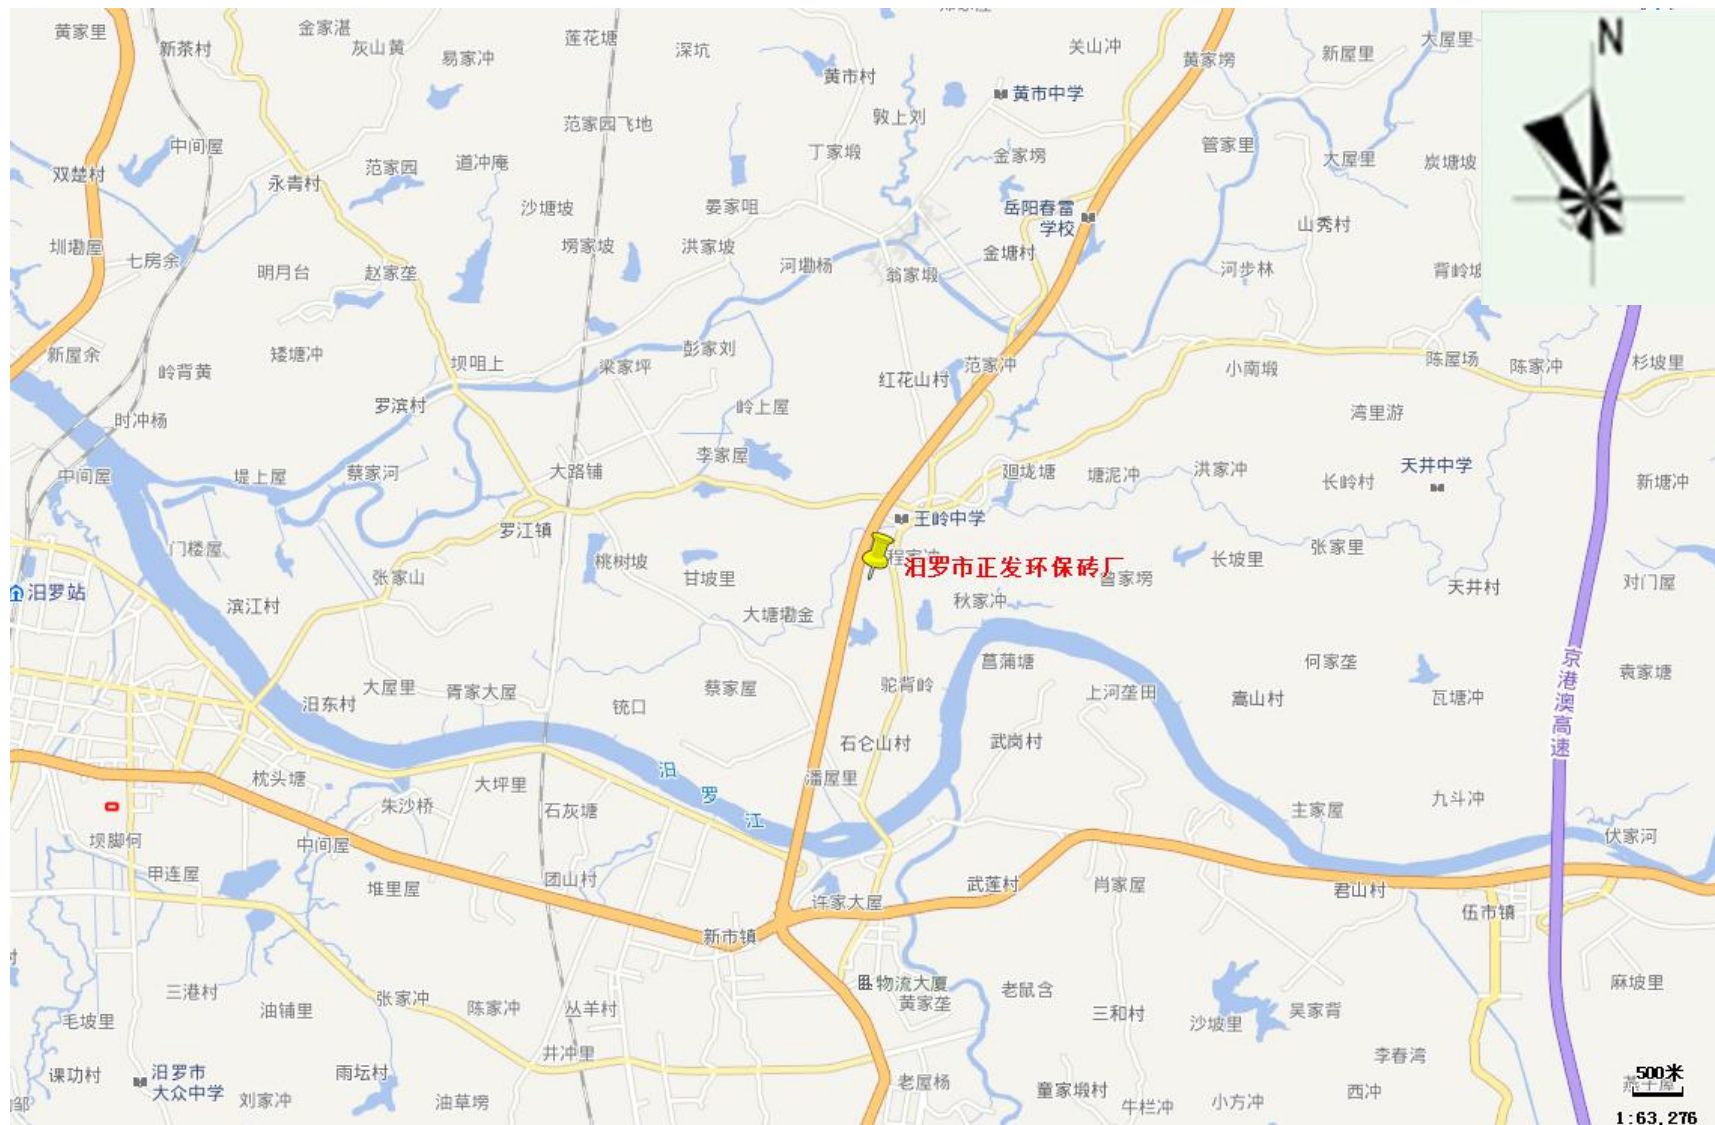 黄家里
新茶村
金家湛
灰山黄
易家冲
莲花塘
深坑
黄市村
关山冲
黄家塝
新屋里
大屋里
N
黄市中学
敦上刘
范家园飞地
中间屋
范家园
道冲庵
丁家塅
金家塝
管家里
大屋里
炭塘坡
双楚村
永青村
沙塘坡
晏家咀
岳阳春雷
学校
山秀村
圳墈屋
七房余
明月台
赵家垄
塝家坡
洪家坡
河墈杨
翁家塅
金塘村
河步林
背岭坡
新屋余
矮塘冲
岭背黄
坝咀上
梁家坪
彭家刘
红花山村
范家冲
小南塅
陈屋场
陈家冲
杉坡里
时冲杨
罗滨村
岭上屋
湾里游
中间屋
堤上屋
蔡家河
大路铺
李家屋
廻垅塘
塘泥冲
洪家冲
天井中学
长岭村
新塘冲
罗江镇
王岭中学
门楼屋
桃树坡
程家冲
汨罗市正发环保砖厂
长坡里
张家里
汨罗站
张家山
甘坡里
曾家塝
天井村
对门屋
滨江村
大塘墈金
秋家冲
菖蒲塘
何家垄
袁家塘
汨东村
大屋里
胥家大屋
铳口
蔡家屋
驼背岭
上河垄田
嵩山村
瓦塘冲
京港澳高速
石仑山村
武岗村
枕头塘
大坪里
汨
罗
江
潘屋里
朱沙桥
石灰塘
主家屋
九斗冲
坝脚何
中间屋
伏家河
甲连屋
堆里屋
团山村
许家大屋
武莲村
肖家屋
君山村
伍市镇
新市镇
三港村
油铺里
张家冲
陈家冲
丛羊村
物流大厦
黄家垄
老鼠含
三和村
沙坡里
吴家背
麻坡里
毛坡里
井冲里
李春湾
课功村
汨罗市
大众中学
雨坛村
刘家冲
油草塝
老屋杨
童家塅村
牛栏冲
小方冲
西冲
500米
1:63,276